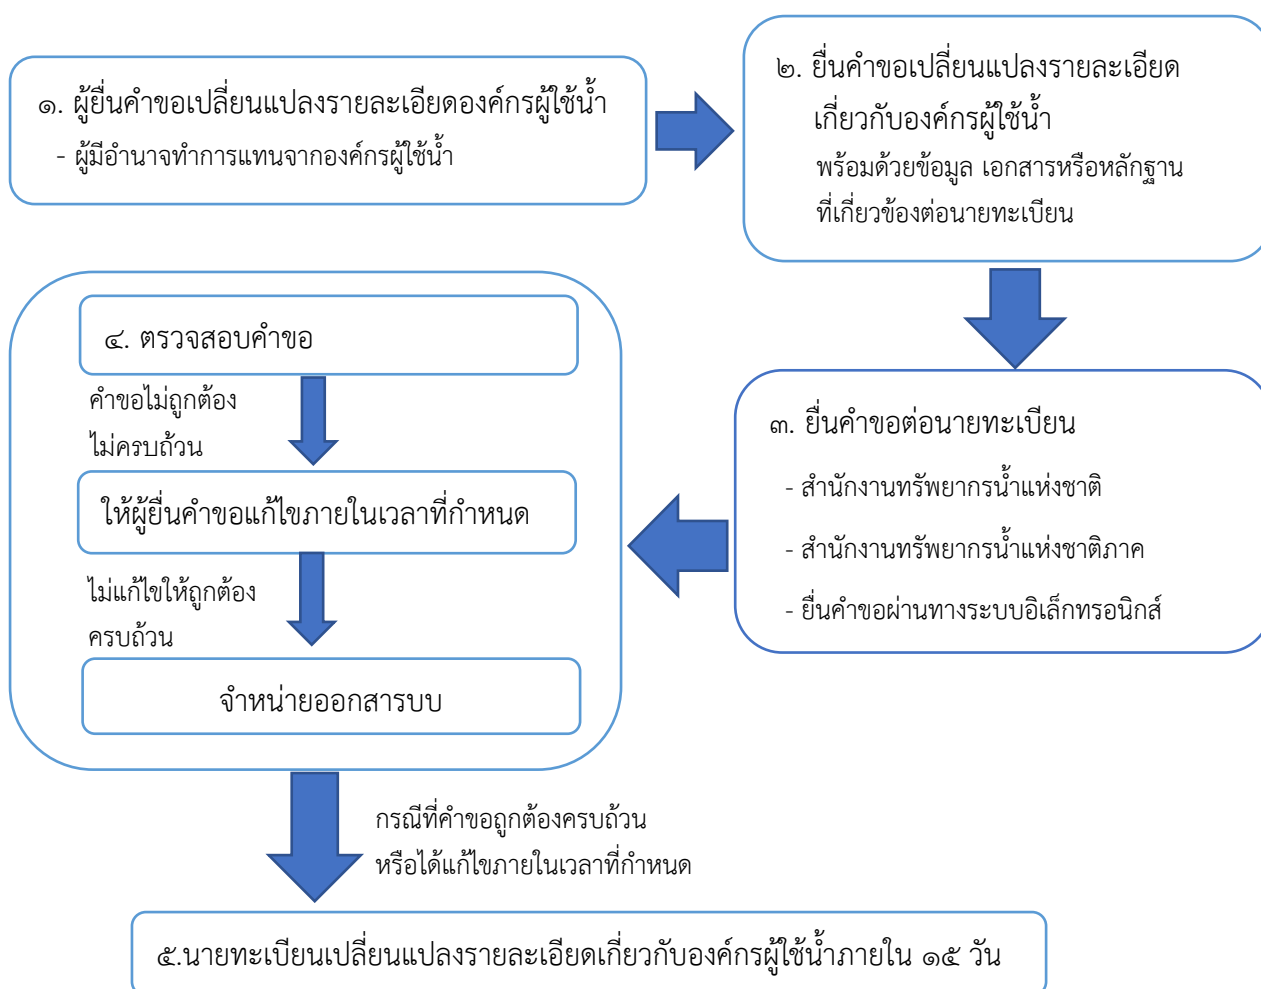 ๑. ผู้ยื่นคำขอเปลี่ยนแปลงรายละเอียดองค์กรผู้ใช้น้ำ
- ผู้มีอำนาจทำการแทนจากองค์กรผู้ใช้น้ำ
๒. ยื่นคำขอเปลี่ยนแปลงรายละเอียด
เกี่ยวกับองค์กรผู้ใช้น้ำ
พร้อมด้วยข้อมูล เอกสารหรือหลักฐาน
ที่เกี่ยวข้องต่อนายทะเบียน
๓. ยื่นคำขอต่อนายทะเบียน
- สำนักงานทรัพยากรน้ำแห่งชาติ
- สำนักงานทรัพยากรน้ำแห่งชาติภาค
- ยื่นคำขอผ่านทางระบบอิเล็กทรอนิกส์
๔. ตรวจสอบคำขอ
คำขอไม่ถูกต้อง
ไม่ครบถ้วน
ให้ผู้ยื่นคำขอแก้ไขภายในเวลาที่กำหนด
ไม่แก้ไขให้ถูกต้อง
ครบถ้วน
จำหน่ายออกสารบบ
กรณีที่คำขอถูกต้องครบถ้วน
หรือได้แก้ไขภายในเวลาที่กำหนด
๕.นายทะเบียนเปลี่ยนแปลงรายละเอียดเกี่ยวกับองค์กรผู้ใช้น้ำภายใน ๑๕ วัน